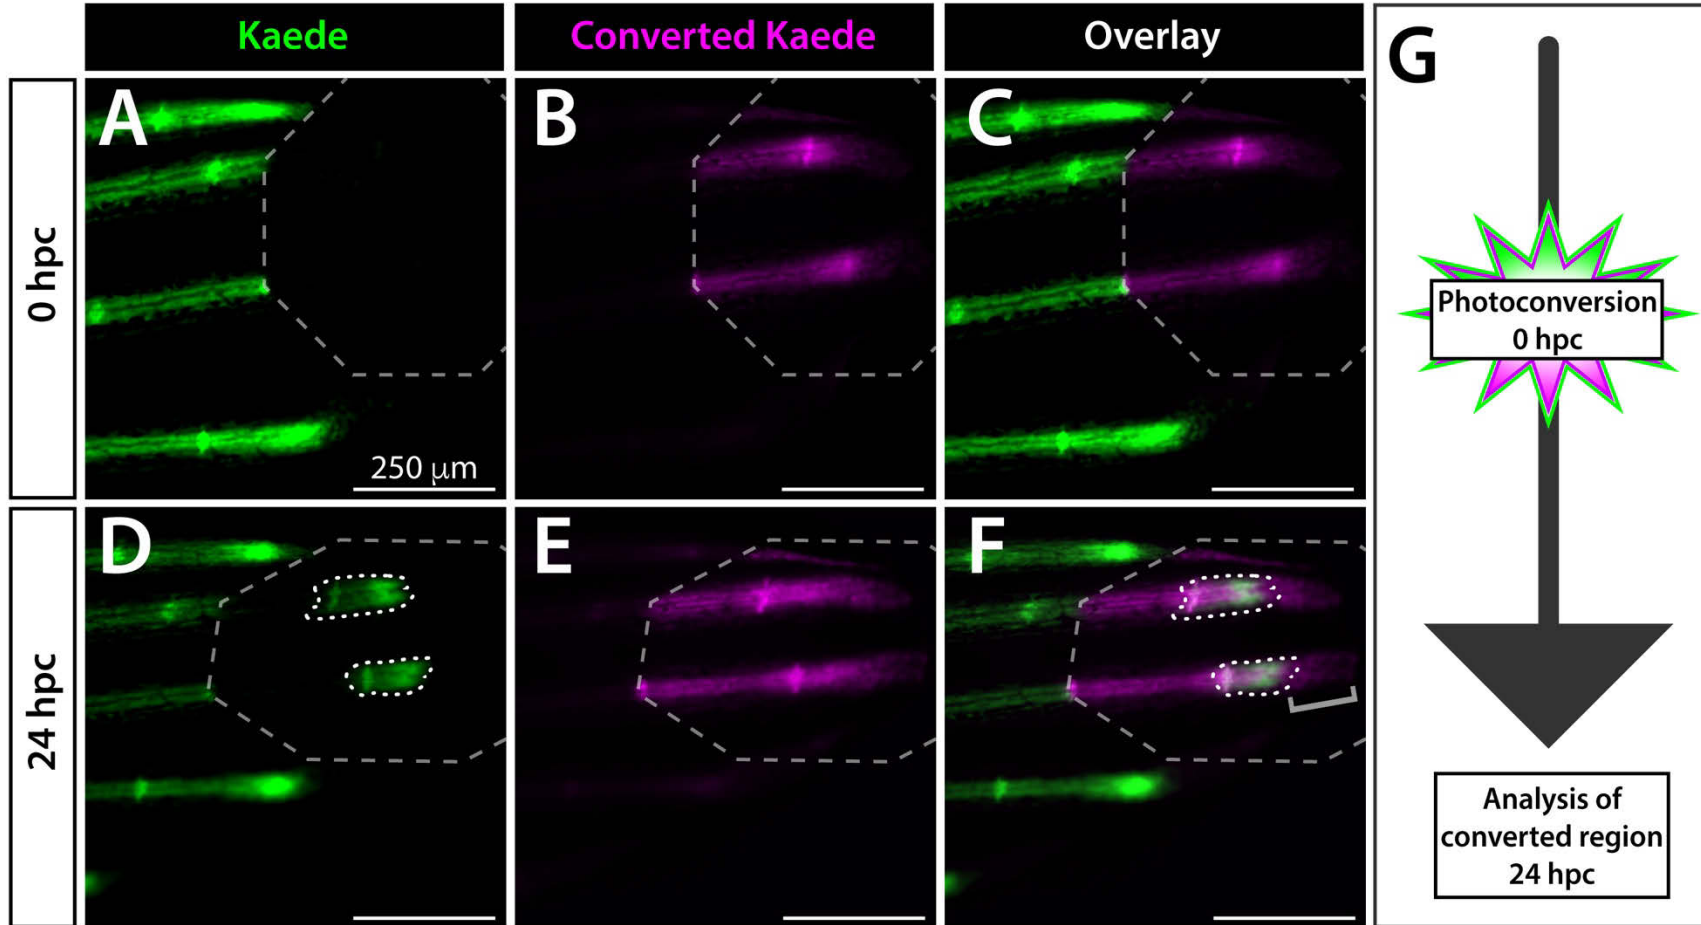 Kaede
Converted Kaede
Overlay
G
0 hpc
A
B
C
250 μm
Photoconversion
0 hpc
24 hpc
D
E
F
Analysis of
converted region
24 hpc